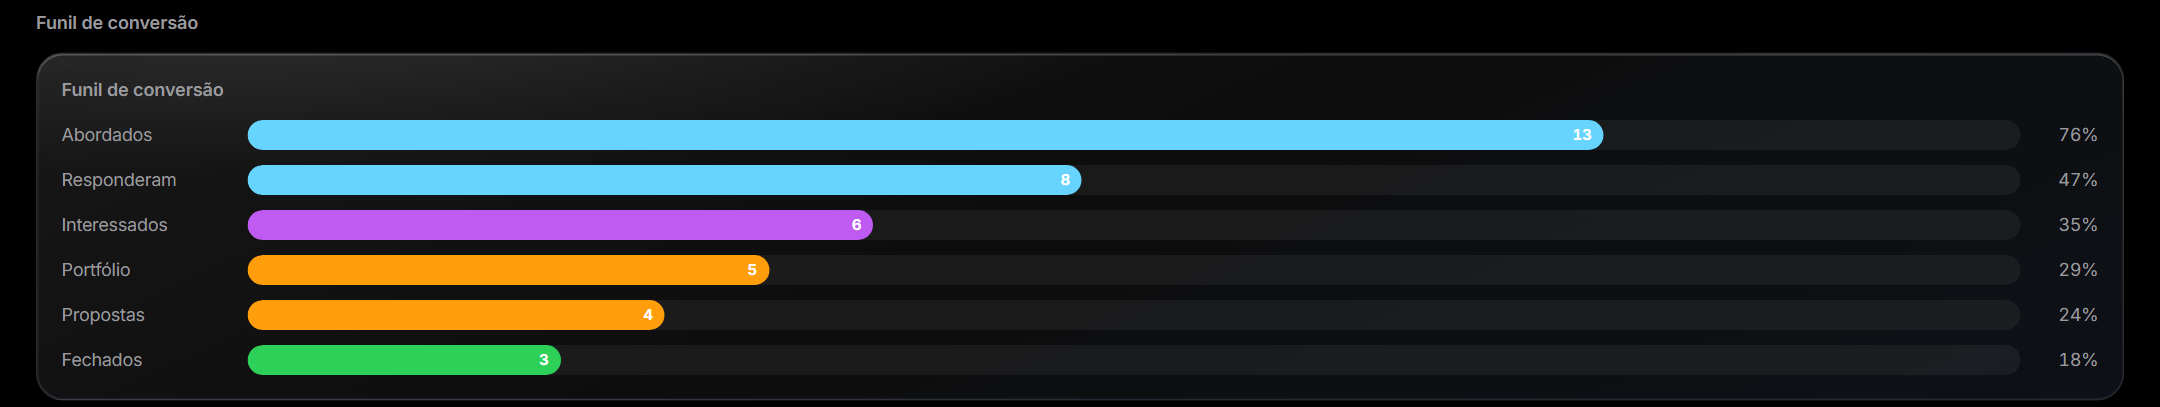 Funil de conversão
Funil de conversão
Abordados 13 76%
Responderam 8 47%
Interessados 6 35%
Portfólio 5 29%
Propostas 4 24%
Fechados 3 18%